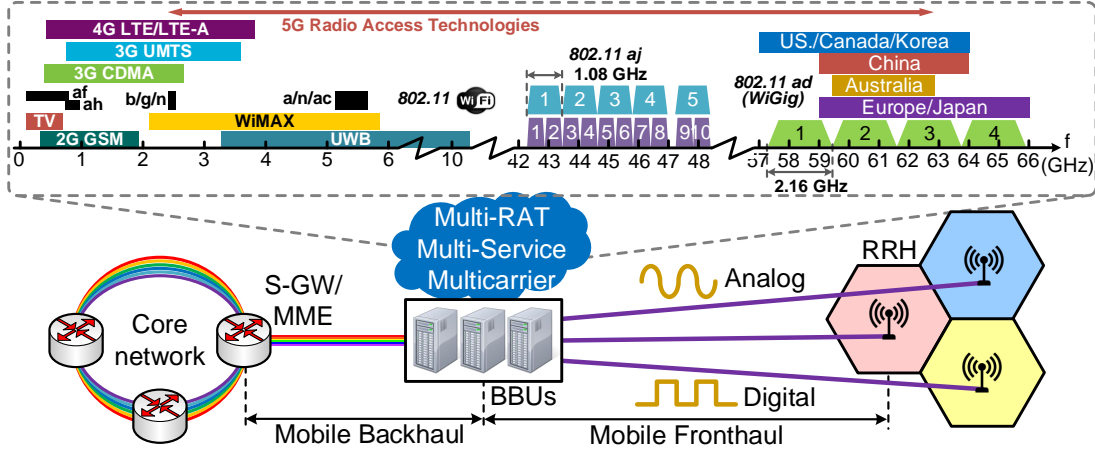 5G Radio Access Technologies
4G LTE/LTE-A
3G UMTS
3G CDMA
af
ah
b/g/n
a/n/ac
802.11 Wi Fi
TV
WiMAX
2G GSM
UWB
0 1 2 3 4 5 6 10
802.11 aj
1.08 GHz
1 2 3 4 5
1 2 3 4 5 6 7 8 9 10
42 43 44 45 46 47 48
US./Canada/Korea
China
802.11 ad
(WiGig)
Australia
Europe/Japan
1 2 3 4
57 58 59 60 61 62 63 64 65 66
f
(GHz)
2.16 GHz
Multi-RAT
Multi-Service
Multicarrier
Core
network
S-GW/
MME
BBUs
Analog
Digital
RRH
Mobile Backhaul
Mobile Fronthaul